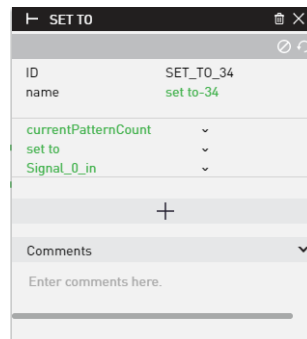 SET TO
ID SET_TO_34
name set to-34
currentPatternCount
set to
Signal_0_in
Comments
Enter comments here.